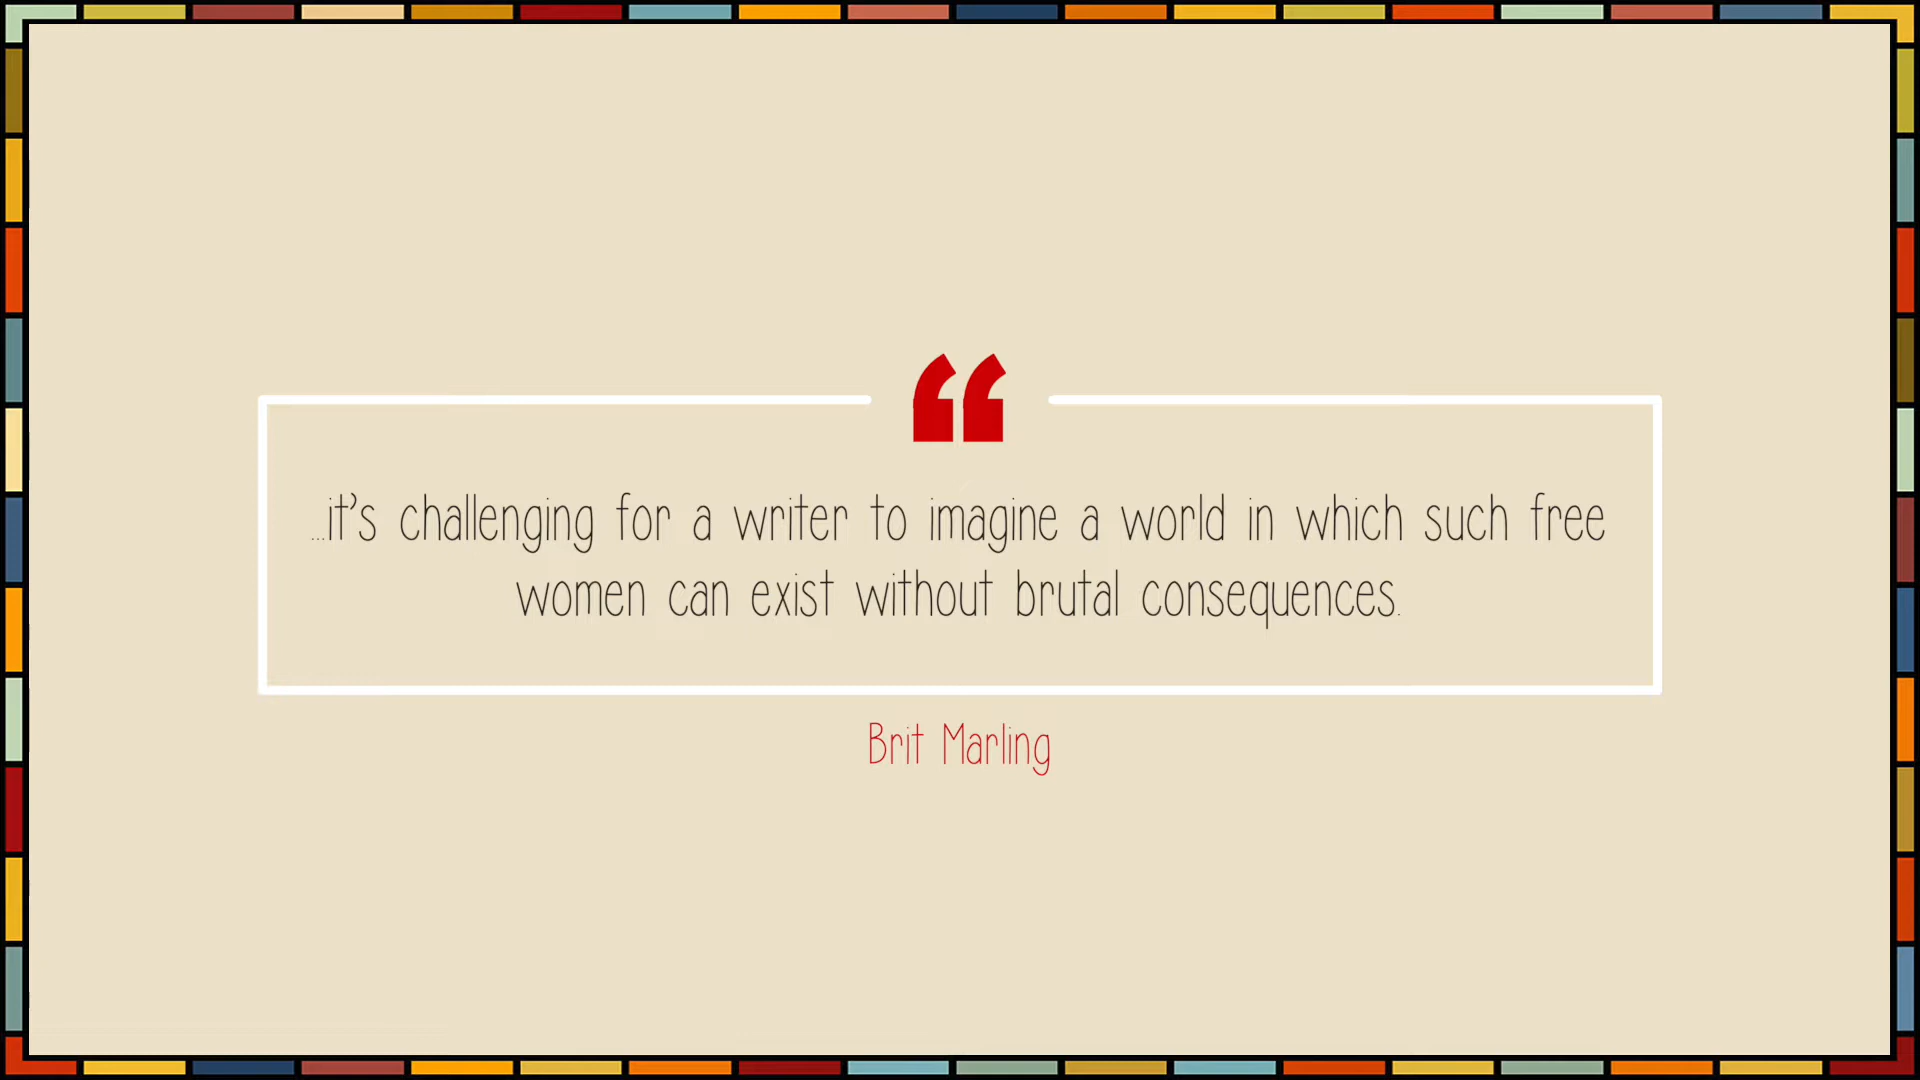 “
...it’s challenging for a writer to imagine a world in which such free
women can exist without brutal consequences.
Brit Marling